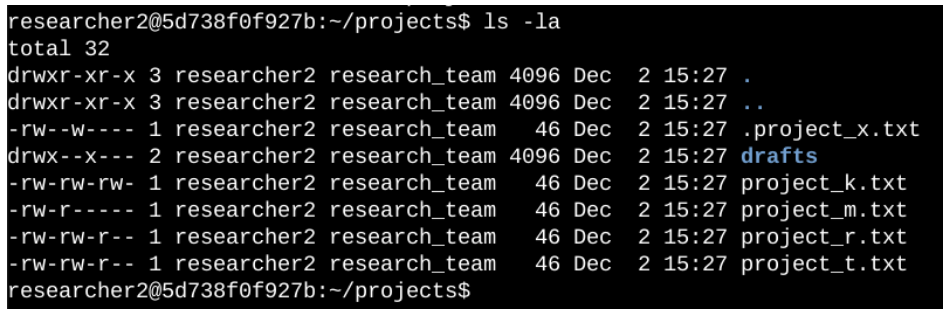 researcher2@5d738f0f927b:~/projects$ ls -la
total 32
drwxr-xr-x 3 researcher2 research_team 4096 Dec  2 15:27 .
drwxr-xr-x 3 researcher2 research_team 4096 Dec  2 15:27 ..
-rw--w---- 1 researcher2 research_team   46 Dec  2 15:27 .project_x.txt
drwx--x--- 2 researcher2 research_team 4096 Dec  2 15:27 drafts
-rw-rw-rw- 1 researcher2 research_team   46 Dec  2 15:27 project_k.txt
-rw-r----- 1 researcher2 research_team   46 Dec  2 15:27 project_m.txt
-rw-rw-r-- 1 researcher2 research_team   46 Dec  2 15:27 project_r.txt
-rw-rw-r-- 1 researcher2 research_team   46 Dec  2 15:27 project_t.txt
researcher2@5d738f0f927b:~/projects$